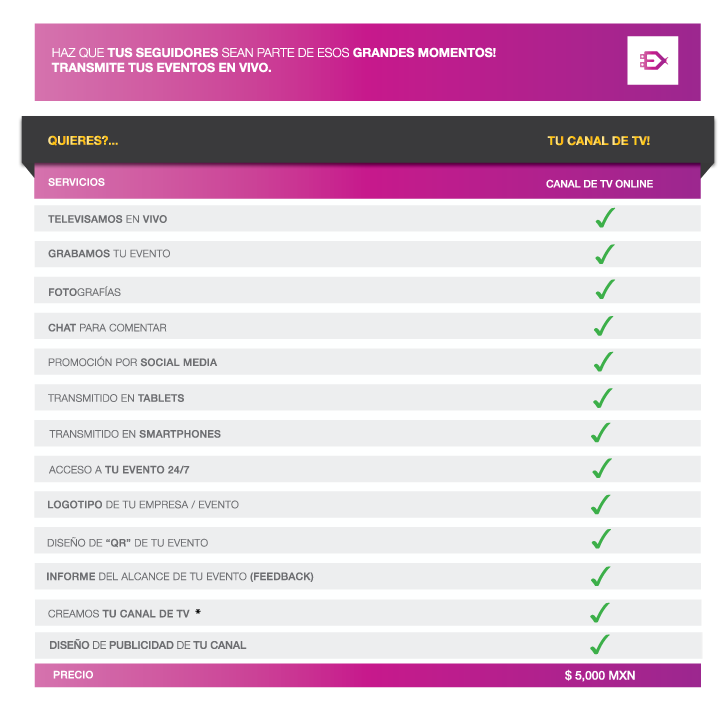 HAZ QUE TUS SEGUIDORES SEAN PARTE DE ESOS GRANDES MOMENTOS!
TRANSMITE TUS EVENTOS EN VIVO.
QUIERES?... TU CANAL DE TV!
SERVICIOS CANAL DE TV ONLINE
TELEVISAMOS EN VIVO
GRABAMOS TU EVENTO
FOTOGRAFÍAS
CHAT PARA COMENTAR
PROMOCIÓN POR SOCIAL MEDIA
TRANSMITIDO EN TABLETS
TRANSMITIDO EN SMARTPHONES
ACCESO A TU EVENTO 24/7
LOGOTIPO DE TU EMPRESA / EVENTO
DISEÑO DE “QR” DE TU EVENTO
INFORME DEL ALCANCE DE TU EVENTO (FEEDBACK)
CREAMOS TU CANAL DE TV *
DISEÑO DE PUBLICIDAD DE TU CANAL
PRECIO $ 5,000 MXN